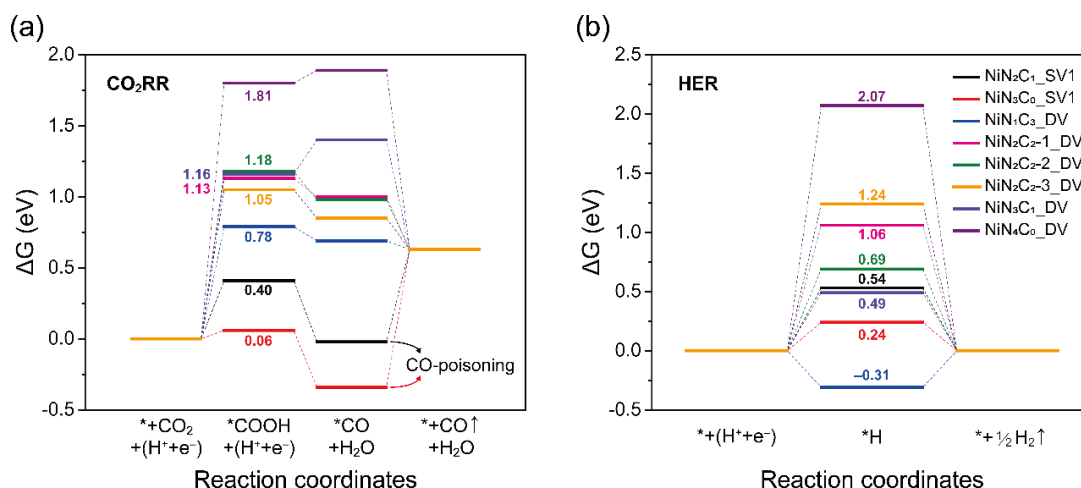 (a)
CO₂RR
2.0
1.5
1.0
0.5
0.0
-0.5
ΔG (eV)
1.81
1.18
1.16
1.13
1.05
0.78
0.40
0.06
CO-poisoning
*+CO₂
+(H⁺+e⁻)
*COOH
+(H⁺+e⁻)
*CO
+H₂O
*+CO↑
+H₂O
Reaction coordinates
(b)
HER
2.5
2.0
1.5
1.0
0.5
0.0
-0.5
ΔG (eV)
2.07
1.24
1.06
0.69
0.54
0.49
0.24
−0.31
NiN₂C₁_SV1
NiN₃C₀_SV1
NiN₁C₃_DV
NiN₂C₂-1_DV
NiN₂C₂-2_DV
NiN₂C₂-3_DV
NiN₃C₁_DV
NiN₄C₀_DV
*+(H⁺+e⁻)
*H
*+½H₂↑
Reaction coordinates